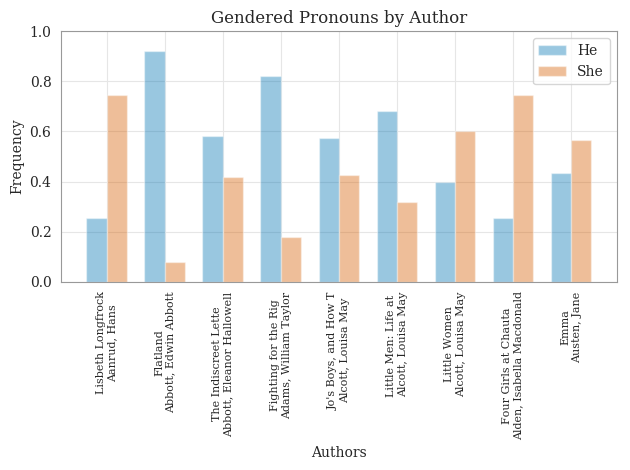 Gendered Pronouns by Author
He
She
Frequency
1.0
0.8
0.6
0.4
0.2
0.0
Lisbeth Longfrock
Aanrud, Hans
Flatland
Abbott, Edwin Abbott
The Indiscreet Lette
Abbott, Eleanor Hallowell
Fighting for the Rig
Adams, William Taylor
Jo's Boys, and How T
Alcott, Louisa May
Little Men: Life at
Alcott, Louisa May
Little Women
Alcott, Louisa May
Four Girls at Chauta
Alden, Isabella Macdonald
Emma
Austen, Jane
Authors